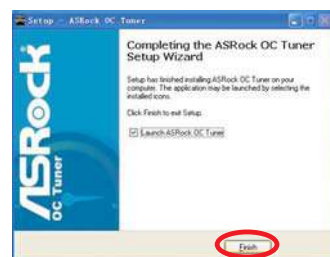 Setup - ASRock OC Tuner
Completing the ASRock OC Tuner
Setup Wizard
Setup has finished installing ASRock OC Tuner on your
computer. The application may be launched by selecting the
installed icons.
Click Finish to exit Setup.
Launch ASRock OC Tuner
ASRock
OC Tuner
Finish